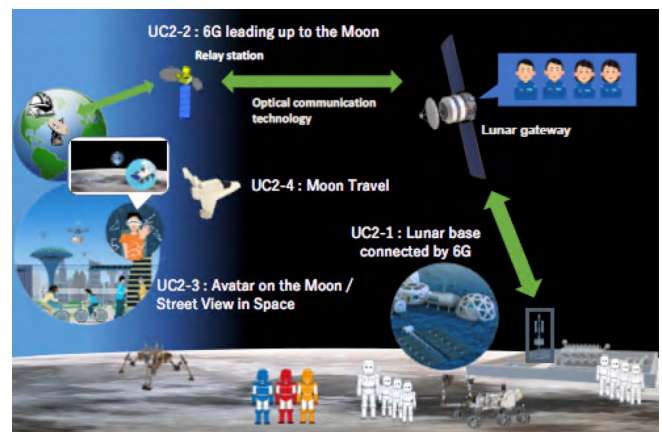 UC2-2 : 6G leading up to the Moon
Relay station
Optical communication
technology
Lunar gateway
UC2-4 : Moon Travel
UC2-1 : Lunar base
connected by 6G
UC2-3 : Avatar on the Moon /
Street View in Space